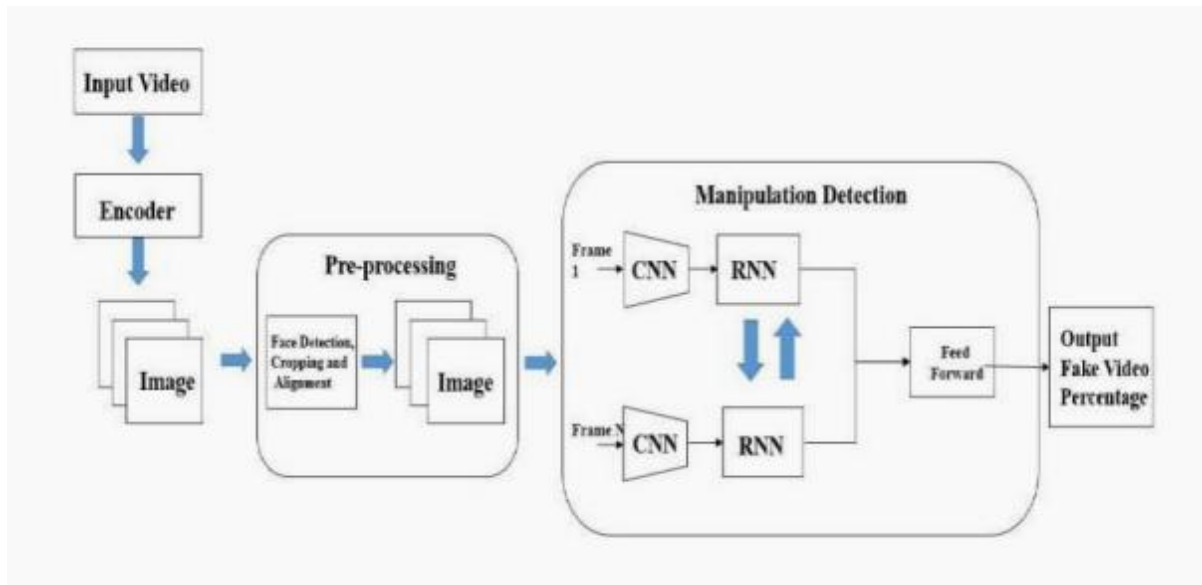 Input Video
Encoder
Image
Pre-processing
Face Detection,
Cropping and
Alignment
Image
Manipulation Detection
Frame
1
CNN
RNN
Frame N
CNN
RNN
Feed
Forward
Output
Fake Video
Percentage